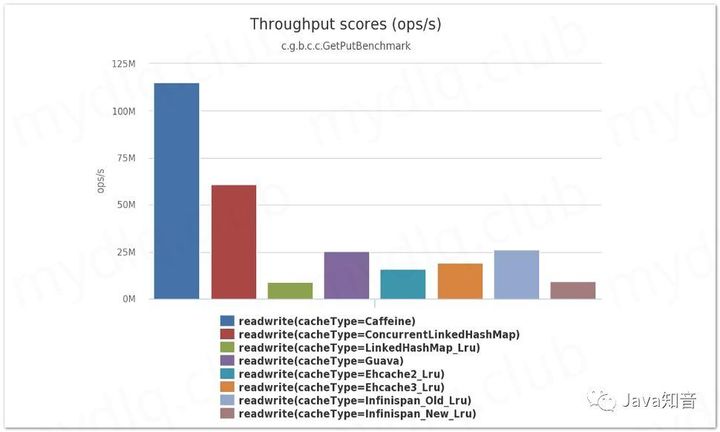 Throughput scores (ops/s)
c.g.b.c.c.GetPutBenchmark
125M
100M
75M
50M
25M
0M
ops/s
readwrite(cacheType=Caffeine)
readwrite(cacheType=ConcurrentLinkedHashMap)
readwrite(cacheType=LinkedHashMap_Lru)
readwrite(cacheType=Guava)
readwrite(cacheType=Ehcache2_Lru)
readwrite(cacheType=Ehcache3_Lru)
readwrite(cacheType=Infinispan_Old_Lru)
readwrite(cacheType=Infinispan_New_Lru)
Java知音
mydlq.club